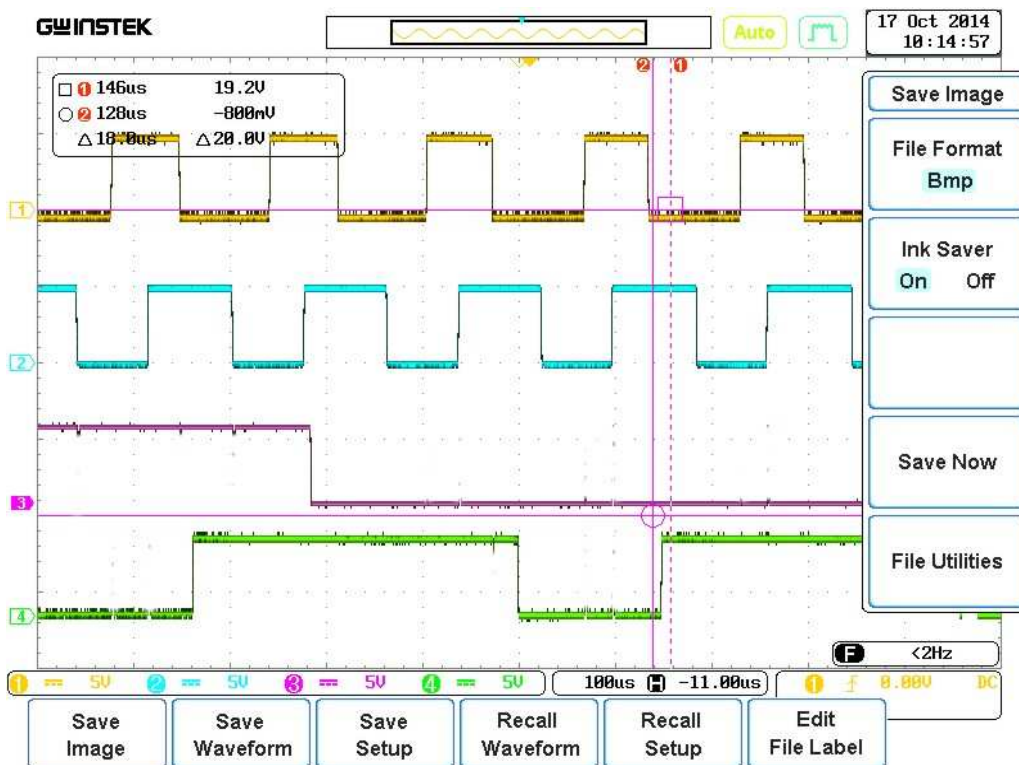 GWINSTEK
Auto
17 Oct 2014
10:14:57
1 146us 19.2V
2 128us -800mV
△ 18.0us △ 20.0V
2 1
1
2
3
4
Save Image
File Format
Bmp
Ink Saver
On Off
Save Now
File Utilities
F <2Hz
1 5V 2 5V 3 5V 4 5V
100us H -11.00us
1 0.00V DC
Save Image
Save Waveform
Save Setup
Recall Waveform
Recall Setup
Edit File Label